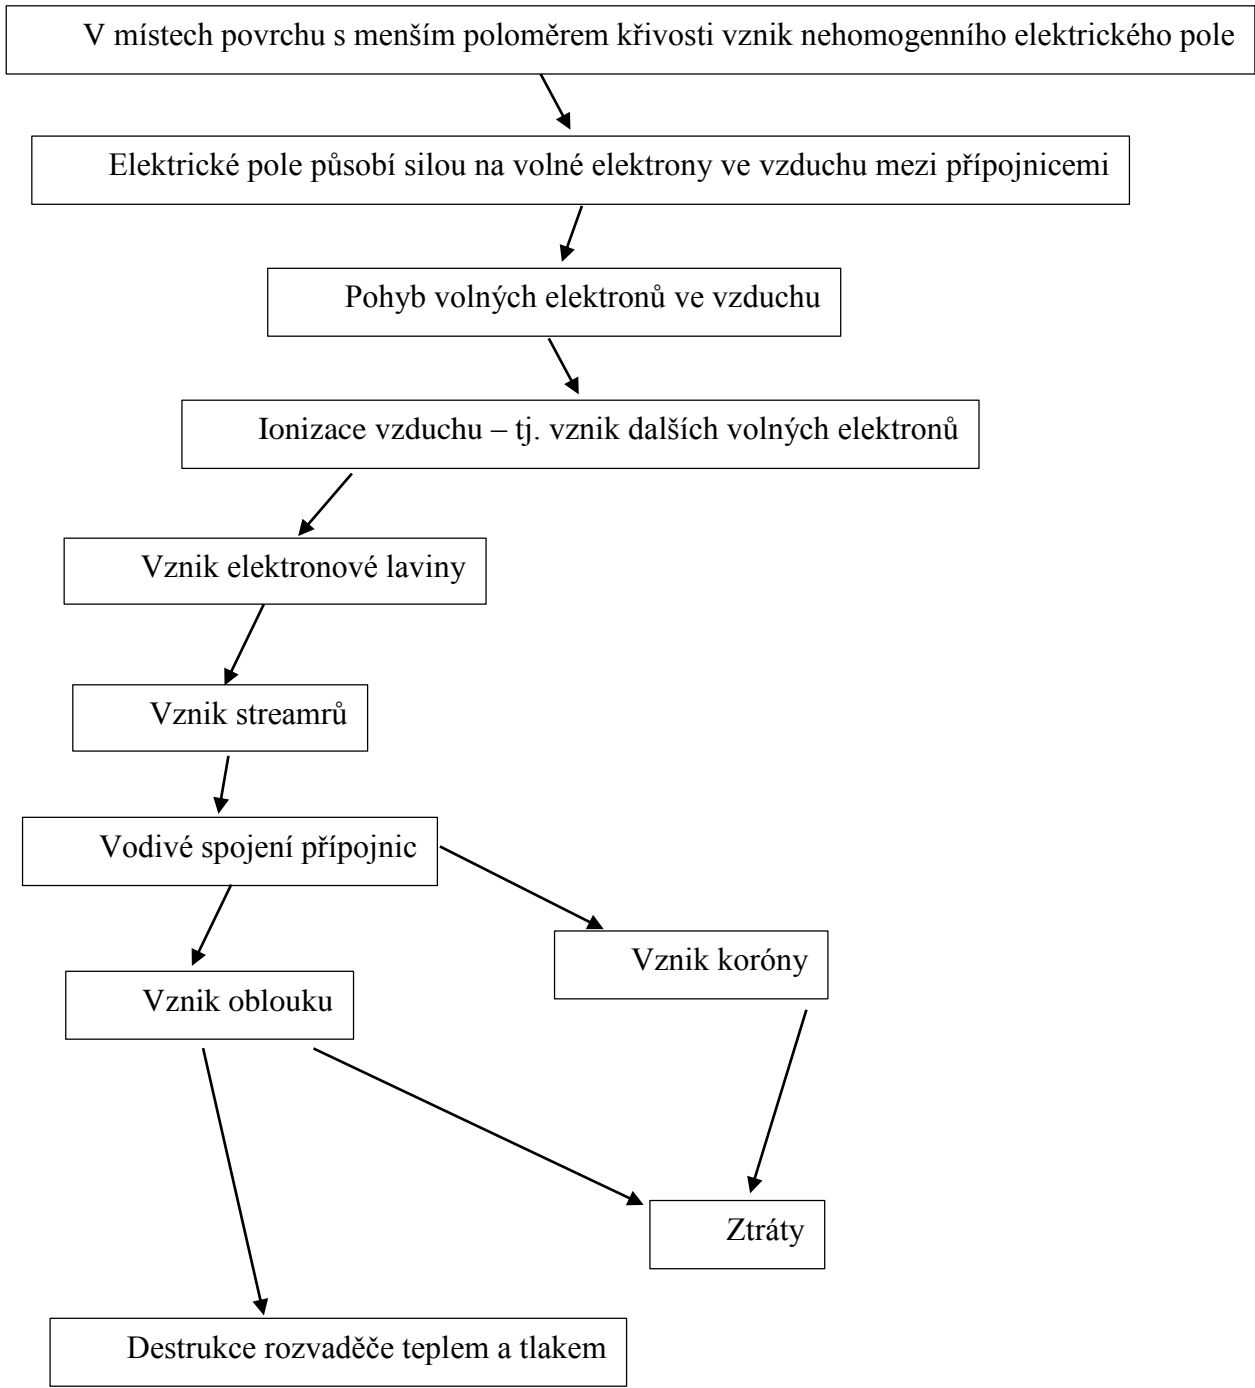 V místech povrchu s menším poloměrem křivosti vznik nehomogenního elektrického pole
Elektrické pole působí silou na volné elektrony ve vzduchu mezi přípojnicemi
Pohyb volných elektronů ve vzduchu
Ionizace vzduchu – tj. vznik dalších volných elektronů
Vznik elektronové laviny
Vznik streamrů
Vodivé spojení přípojnic
Vznik koróny
Vznik oblouku
Ztráty
Destrukce rozvaděče teplem a tlakem